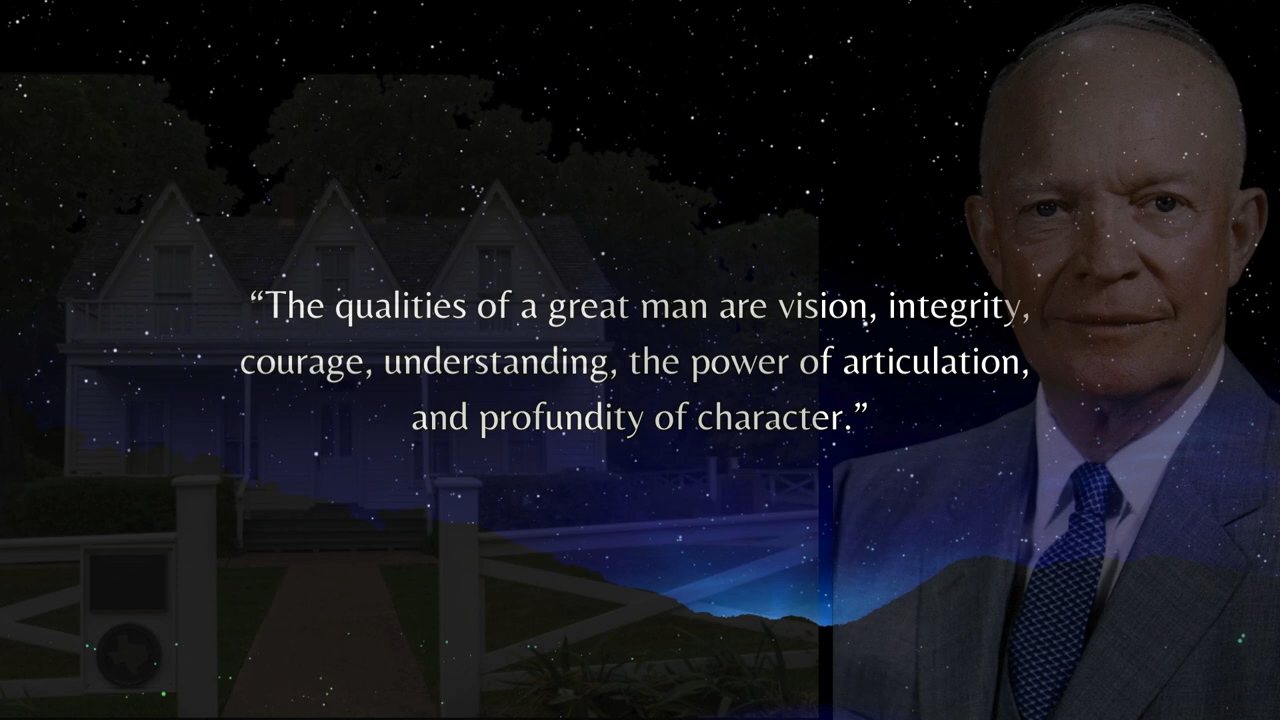 “The qualities of a great man are vision, integrity,
courage, understanding, the power of articulation,
and profundity of character.”